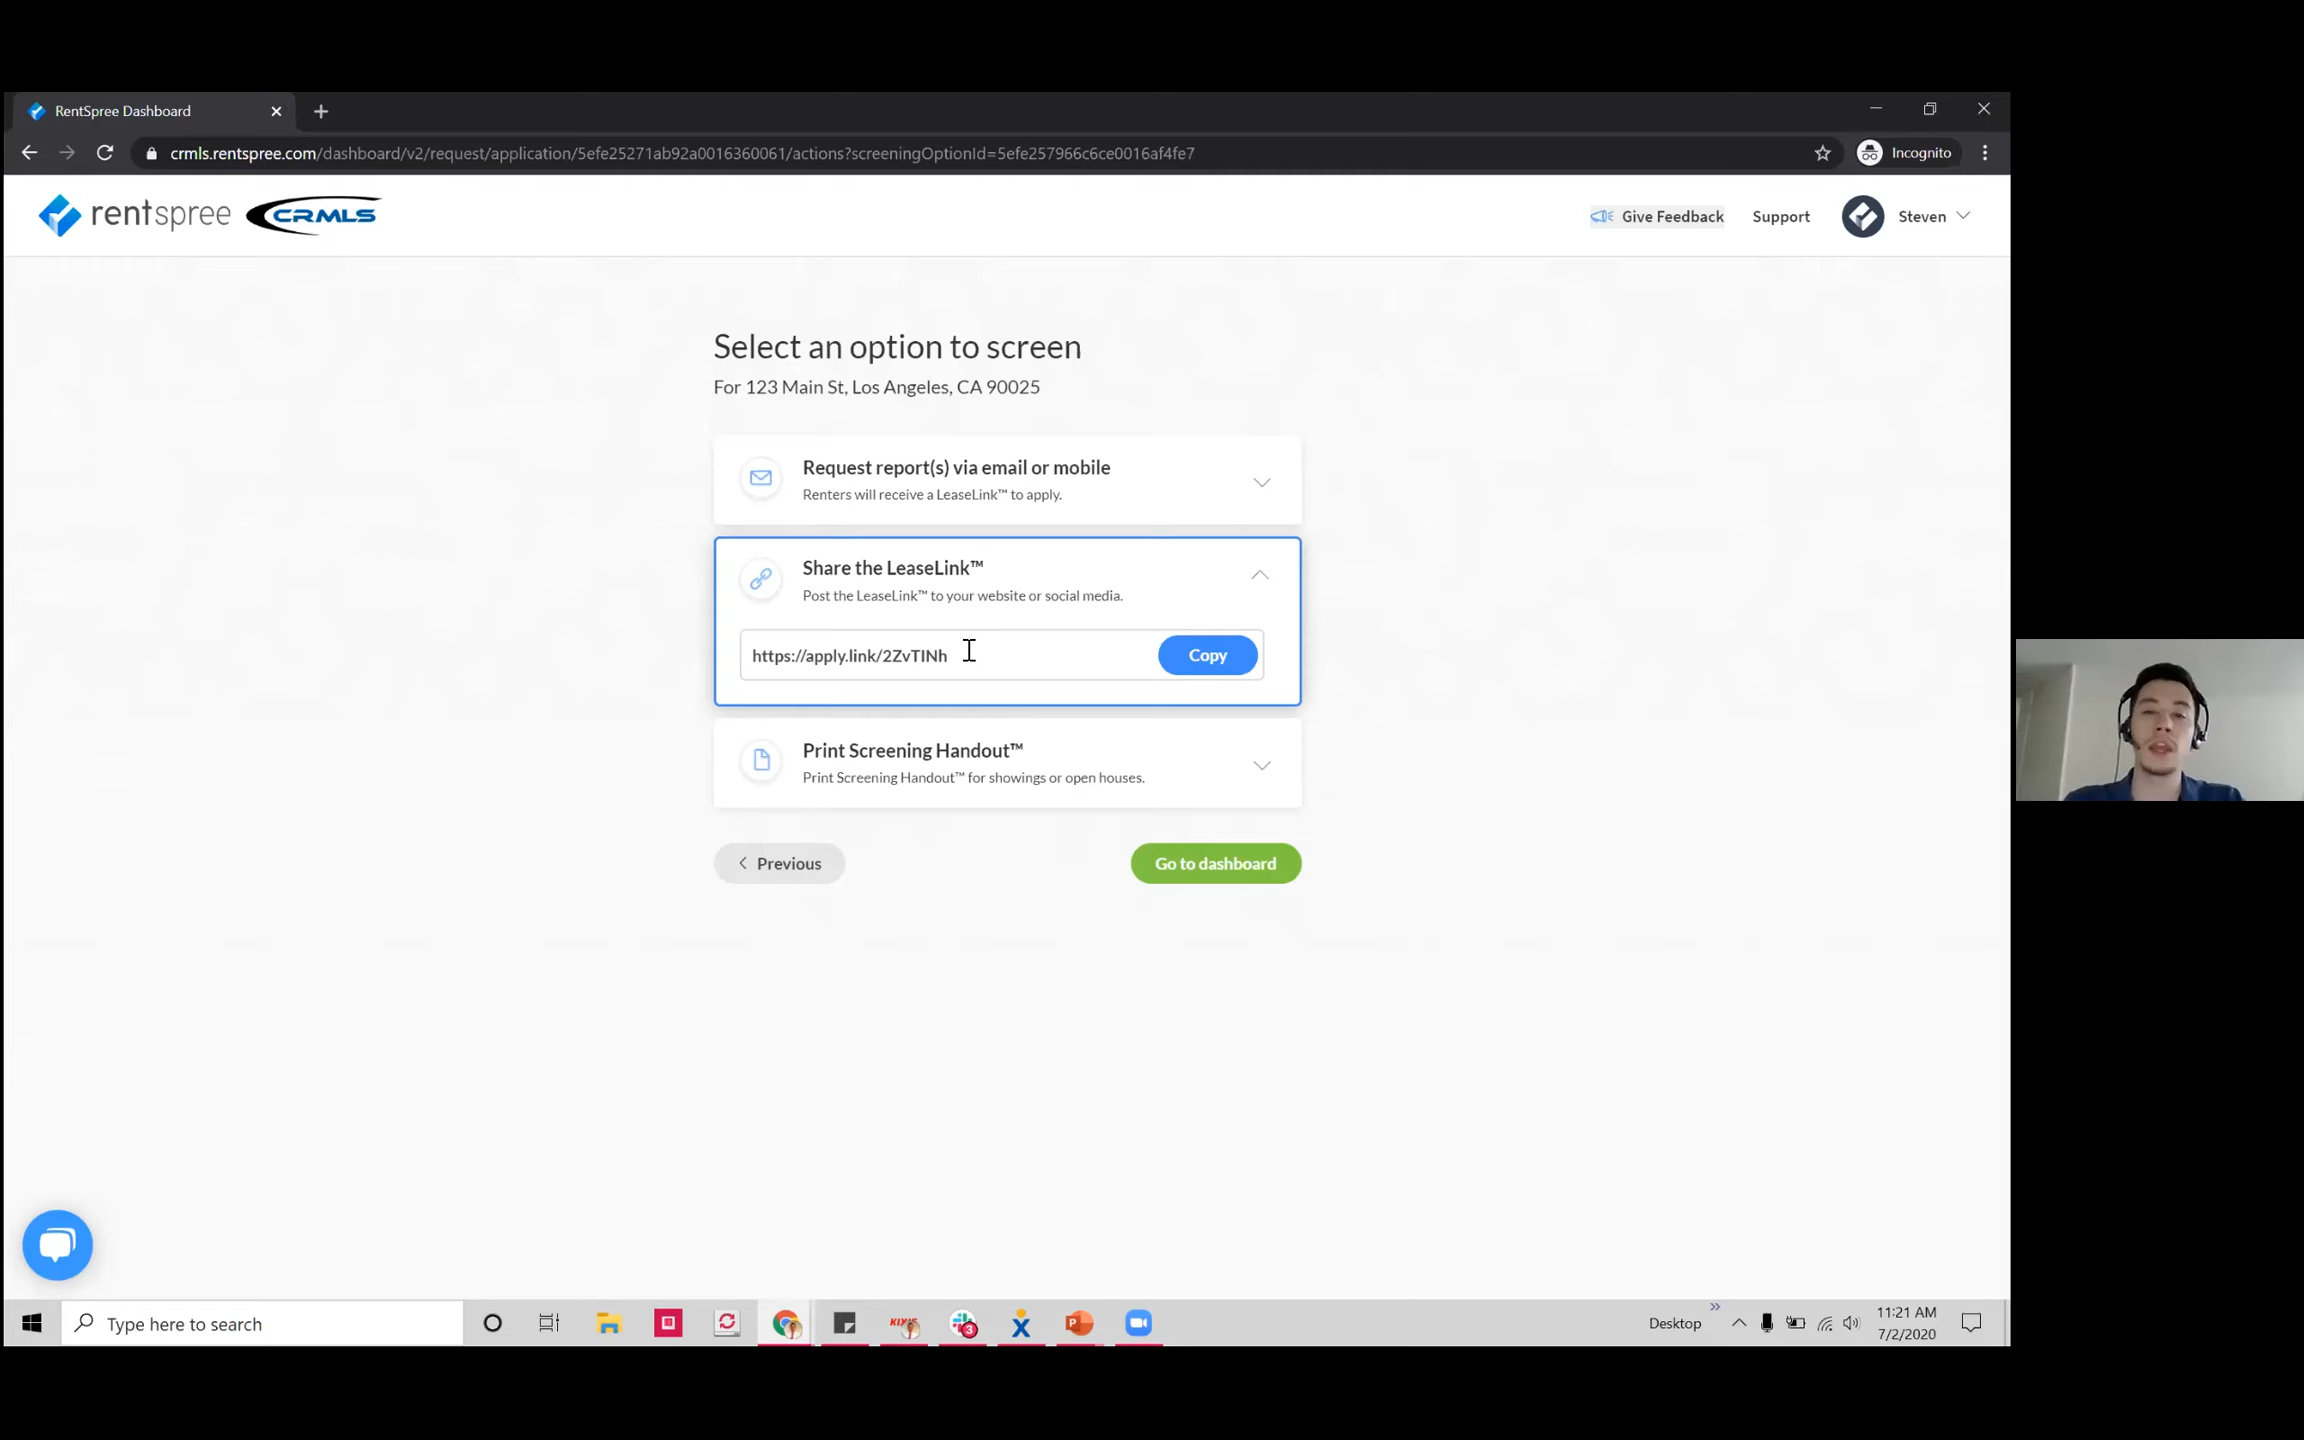 RentSpree Dashboard
crmls.rentspree.com/dashboard/v2/request/application/5efe25271ab92a0016360061/actions?screeningOptionId=5efe257966c6ce0016af4fe7
Incognito
rentspree CRMLS
Give Feedback
Support
Steven
Select an option to screen
For 123 Main St, Los Angeles, CA 90025
Request report(s) via email or mobile
Renters will receive a LeaseLink™ to apply.
Share the LeaseLink™
Post the LeaseLink™ to your website or social media.
https://apply.link/2ZvTINh
Copy
Print Screening Handout™
Print Screening Handout™ for showings or open houses.
Previous
Go to dashboard
Type here to search
KIXIE
3
Desktop
11:21 AM
7/2/2020